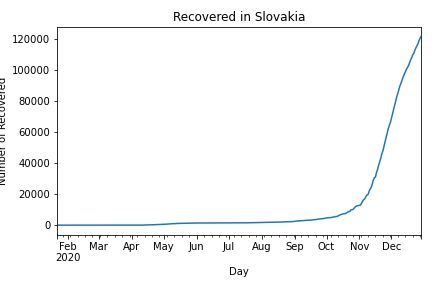 Recovered in Slovakia
Number of Recovered
120000
100000
80000
60000
40000
20000
0
Feb Mar Apr May Jun Jul Aug Sep Oct Nov Dec
2020
Day